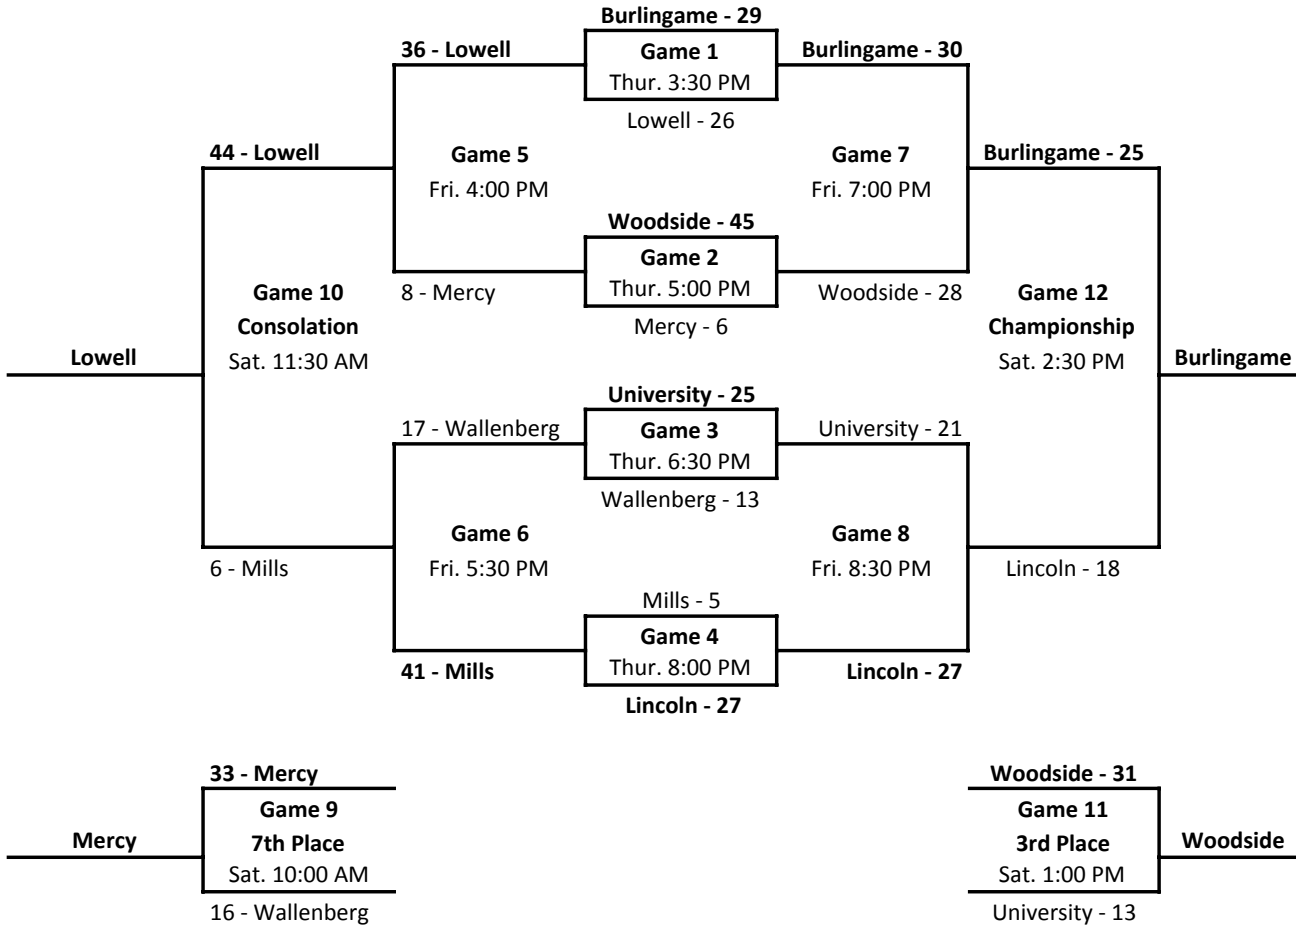 Burlingame - 29
36 - Lowell
Game 1
Burlingame - 30
Thur. 3:30 PM
Lowell - 26
44 - Lowell
Game 5
Game 7
Burlingame - 25
Fri. 4:00 PM
Fri. 7:00 PM
Woodside - 45
Game 2
8 - Mercy
Thur. 5:00 PM
Woodside - 28
Game 10
Consolation
Game 12
Championship
Mercy - 6
Lowell
Sat. 11:30 AM
Sat. 2:30 PM
Burlingame
University - 25
17 - Wallenberg
Game 3
University - 21
Thur. 6:30 PM
Wallenberg - 13
Game 6
Game 8
6 - Mills
Fri. 5:30 PM
Fri. 8:30 PM
Lincoln - 18
Mills - 5
Game 4
41 - Mills
Thur. 8:00 PM
Lincoln - 27
Lincoln - 27
33 - Mercy
Game 9
Mercy
7th Place
Sat. 10:00 AM
16 - Wallenberg
Woodside - 31
Game 11
3rd Place
Woodside
Sat. 1:00 PM
University - 13